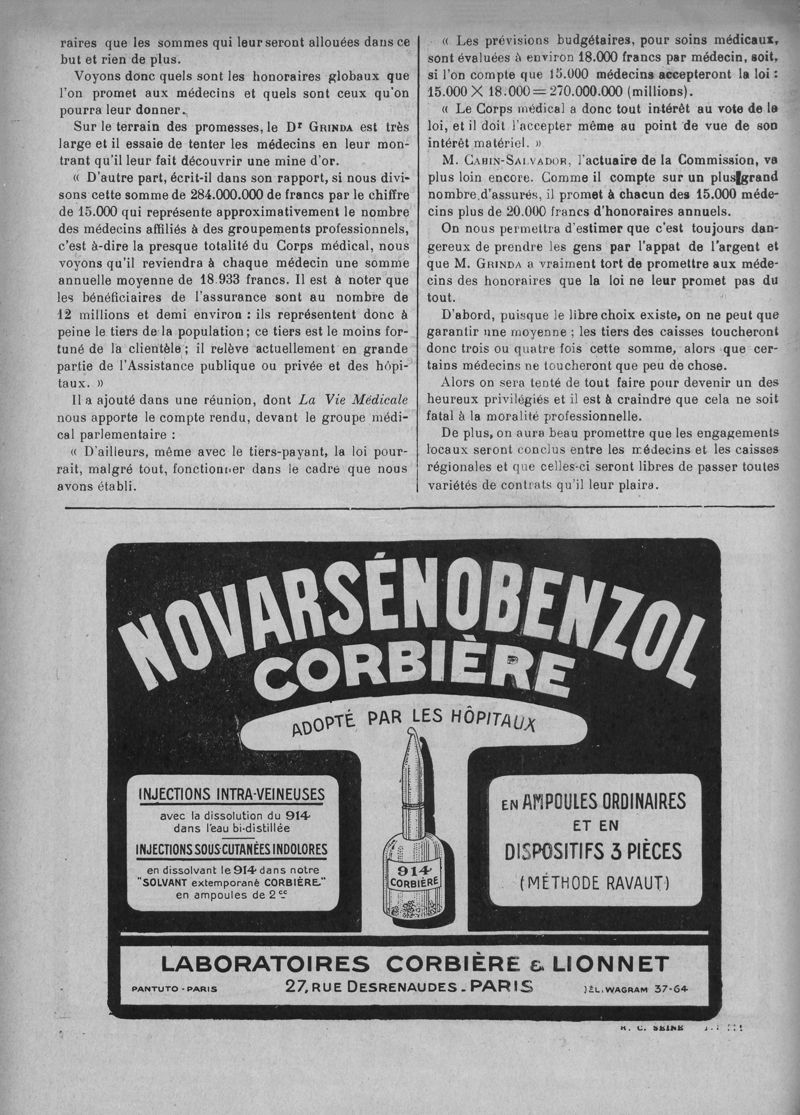 raires que les sommes qui leur seront allouées dans ce
but et rien de plus.
Voyons donc quels sont les honoraires globaux que
l'on promet aux médecins et quels sont ceux qu'on
pourra leur donner.
Sur le terrain des promesses, le Dr GRINDA est très
large et il essaie de tenter les médecins en leur mon-
trant qu'il leur fait découvrir une mine d'or.
« D'autre part, écrit-il dans son rapport, si nous divi-
sons cette somme de 284.000.000 de francs par le chiffre
de 15.000 qui représente approximativement le nombre
des médecins affiliés à des groupements professionnels,
c'est à-dire la presque totalité du Corps médical, nous
voyons qu'il reviendra à chaque médecin une somme
annuelle moyenne de 18.933 francs. Il est à noter que
les bénéficiaires de l'assurance sont au nombre de
12 millions et demi environ : ils représentent donc à
peine le tiers de la population ; ce tiers est le moins for-
tuné de la clientèle ; il relève actuellement en grande
partie de l'Assistance publique ou privée et des hôpi-
taux. »
Il a ajouté dans une réunion, dont La Vie Médicale
nous apporte le compte rendu, devant le groupe médi-
cal parlementaire :
« D'ailleurs, même avec le tiers-payant, la loi pour-
rait, malgré tout, fonctionner dans le cadre que nous
avons établi.
« Les prévisions budgétaires, pour soins médicaux,
sont évaluées à environ 18.000 francs par médecin, soit,
si l'on compte que 15.000 médecins accepteront la loi :
15.000 X 18.000 = 270.000.000 (millions).
« Le Corps médical a donc tout intérêt au vote de la
loi, et il doit l'accepter même au point de vue de son
intérêt matériel. »
M. CAHIN-SALVADOR, l'actuaire de la Commission, va
plus loin encore. Comme il compte sur un plus grand
nombre d'assurés, il promet à chacun des 15.000 méde-
cins plus de 20.000 francs d'honoraires annuels.
On nous permettra d'estimer que c'est toujours dan-
gereux de prendre les gens par l'appat de l'argent et
que M. GRINDA a vraiment tort de promettre aux méde-
cins des honoraires que la loi ne leur promet pas du
tout.
D'abord, puisque le libre choix existe, on ne peut que
garantir une moyenne ; les tiers des caisses toucheront
donc trois ou quatre fois cette somme, alors que cer-
tains médecins ne toucheront que peu de chose.
Alors on sera tenté de tout faire pour devenir un des
heureux privilégiés et il est à craindre que cela ne soit
fatal à la moralité professionnelle.
De plus, on aura beau promettre que les engagements
locaux seront conclus entre les médecins et les caisses
régionales et que celles-ci seront libres de passer toutes
variétés de contrats qu'il leur plaira.
NOVARSÉNOBENZOL
CORBIÈRE
ADOPTÉ PAR LES HÔPITAUX
INJECTIONS INTRA-VEINEUSES
avec la dissolution du 914
dans l'eau bi-distillée
INJECTIONS SOUS-CUTANÉES INDOLORES
en dissolvant le 914 dans notre
"SOLVANT extemporané CORBIÈRE."
en ampoules de 2cc
914
CORBIÈRE
EN AMPOULES ORDINAIRES
ET EN
DISPOSITIFS 3 PIÈCES
(MÉTHODE RAVAUT)
LABORATOIRES CORBIÈRE & LIONNET
PANTUTO - PARIS
27, RUE DESRENAUDES - PARIS
TÉL. WAGRAM 37-64
R. C. SEINE